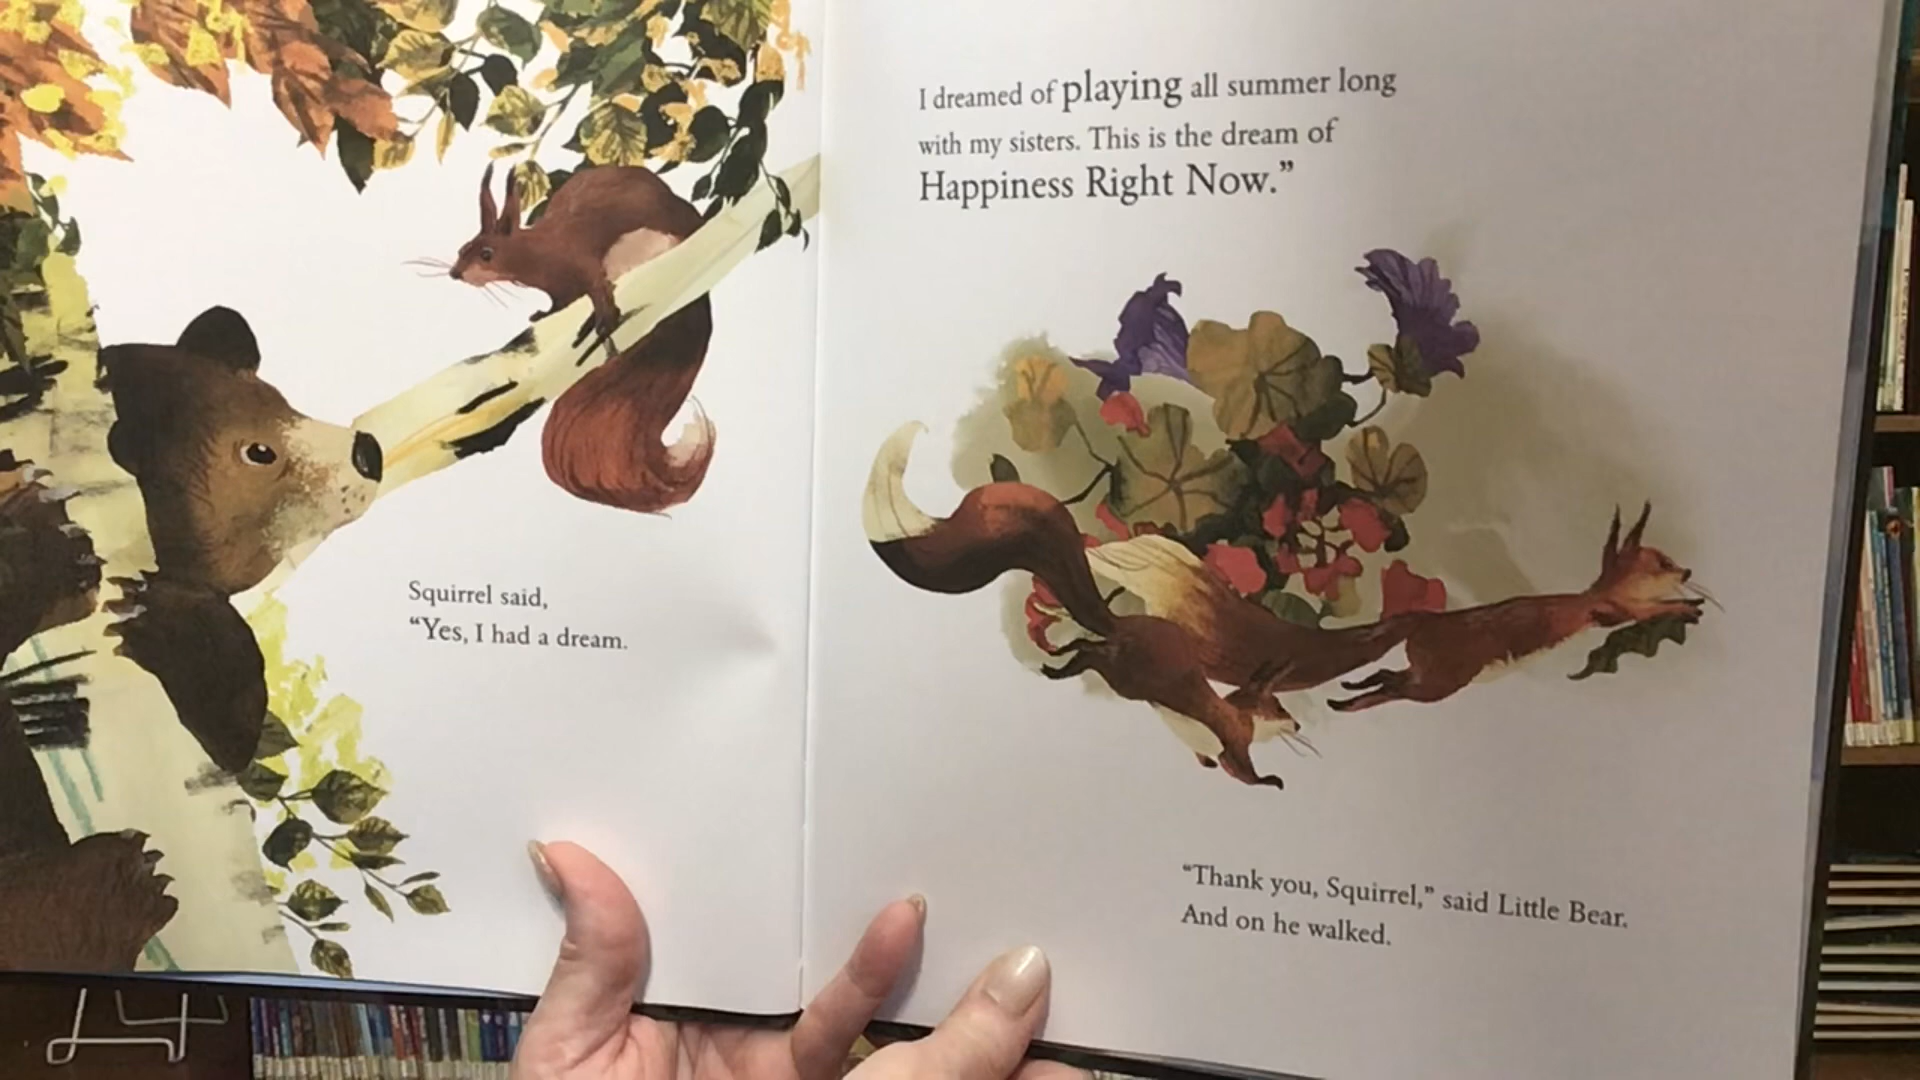 Squirrel said,
“Yes, I had a dream.
I dreamed of playing all summer long
with my sisters. This is the dream of
Happiness Right Now.”
“Thank you, Squirrel,” said Little Bear.
And on he walked.